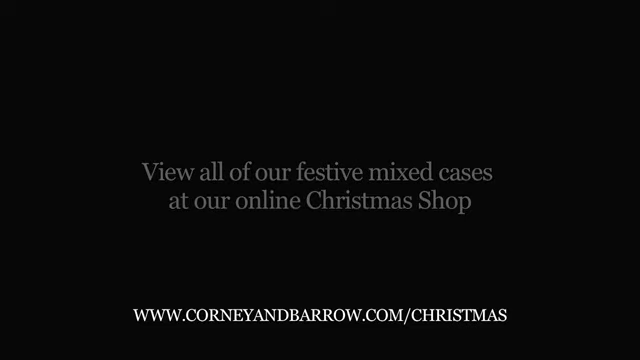 View all of our festive mixed cases
at our online Christmas Shop
WWW.CORNEYANDBARROW.COM/CHRISTMAS